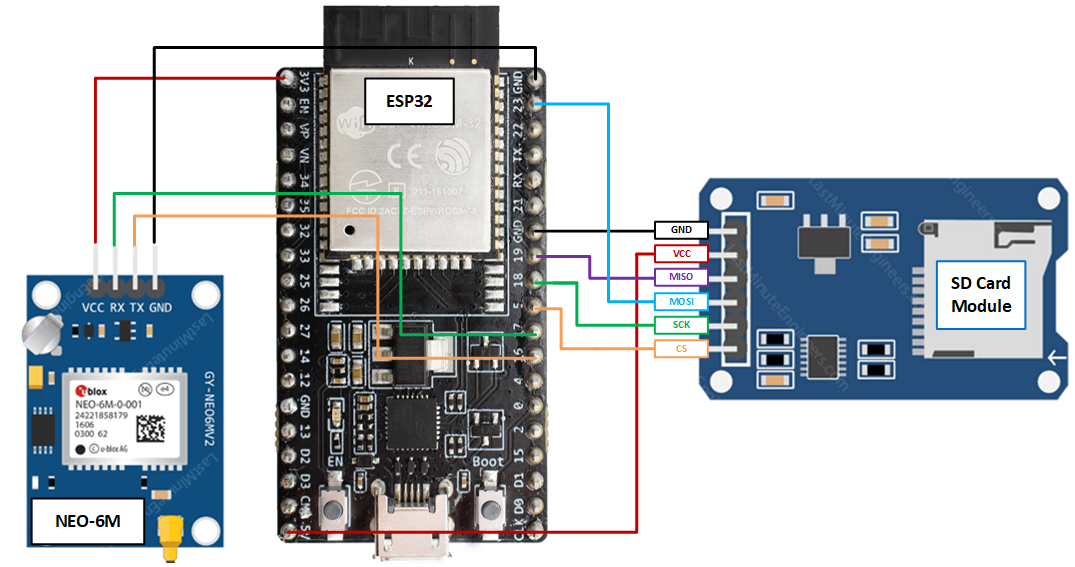 ESP32
K
CE
R
211-161007
FCC ID:2AC7Z-ESPWROOM-32
3V3
EN
VP
VN
34
35
32
33
25
26
27
14
12
GND
13
D2
D3
CMD
5V
GND
23
22
TX
RX
21
GND
19
18
5
17
16
4
0
2
15
D1
D0
CLK
EN
Boot
VCC RX TX GND
ublox
NEO-6M-0-001
24221858179
1606
0300 62
u-blox AG
GY-NEO6MV2
NEO-6M
GND
VCC
MISO
MOSI
SCK
CS
SD Card
Module
LastMinuteEngineers.com